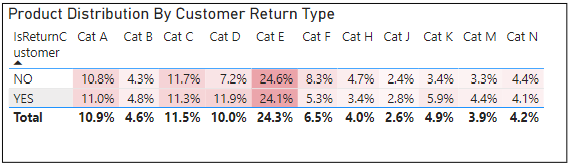 Product Distribution By Customer Return Type
IsReturnC Cat A Cat B Cat C Cat D Cat E Cat F Cat H Cat J Cat K Cat M Cat N
ustomer
NO 10.8% 4.3% 11.7% 7.2% 24.6% 8.3% 4.7% 2.4% 3.4% 3.3% 4.4%
YES 11.0% 4.8% 11.3% 11.9% 24.1% 5.3% 3.4% 2.8% 5.9% 4.4% 4.1%
Total 10.9% 4.6% 11.5% 10.0% 24.3% 6.5% 4.0% 2.6% 4.9% 3.9% 4.2%